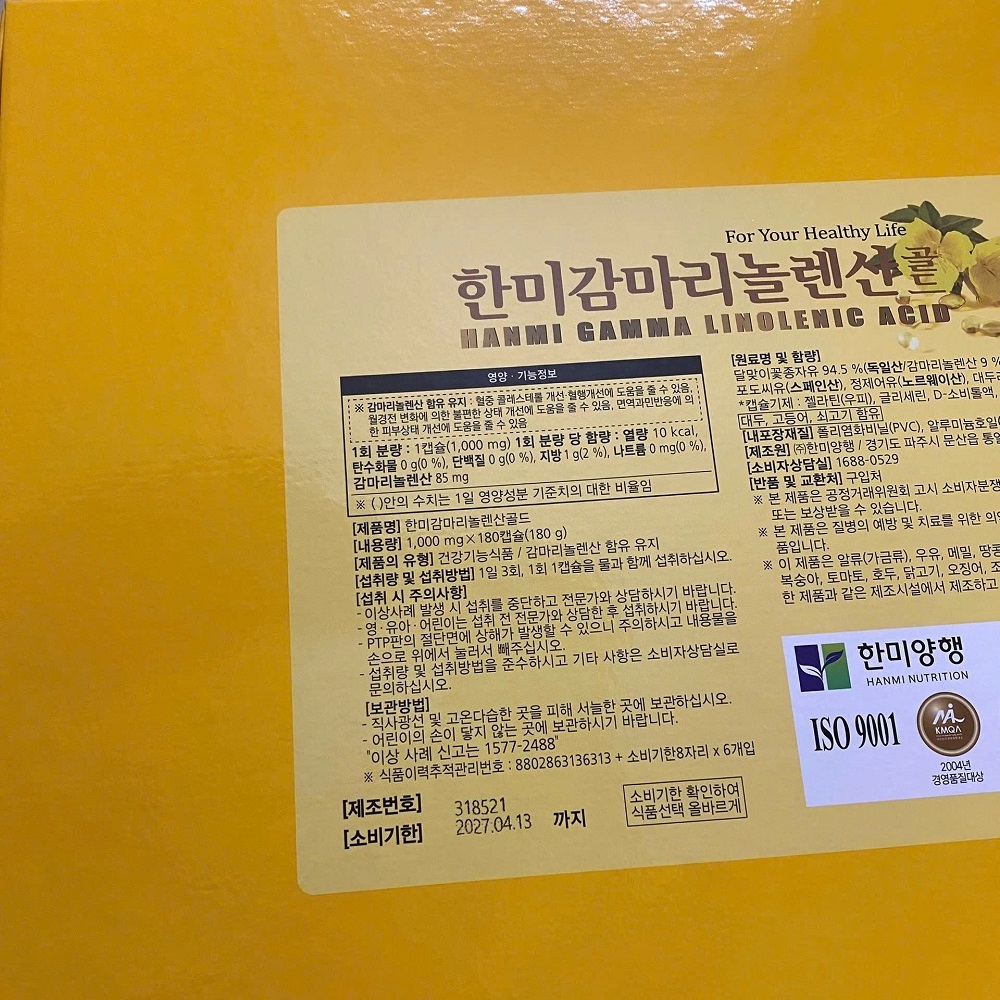 For Your Healthy Life
한미감마리놀렌산 골드
HANMI GAMMA LINOLENIC ACID
영양 · 기능정보
※ 감마리놀렌산 함유 유지 : 혈중 콜레스테롤 개선·혈행개선에 도움을 줄 수 있음,
월경전 변화에 의한 불편한 상태 개선에 도움을 줄 수 있음, 면역과민반응에 의
한 피부상태 개선에 도움을 줄 수 있음
1회 분량 : 1캡슐(1,000 mg) 1회 분량 당 함량 : 열량 10 kcal,
탄수화물 0 g(0 %), 단백질 0 g(0 %), 지방 1 g(2 %), 나트륨 0 mg(0 %),
감마리놀렌산 85 mg
※ ( )안의 수치는 1일 영양성분 기준치의 대한 비율임
[제품명] 한미감마리놀렌산골드
[내용량] 1,000 mg×180캡슐(180 g)
[제품의 유형] 건강기능식품 / 감마리놀렌산 함유 유지
[섭취량 및 섭취방법] 1일 3회, 1회 1캡슐을 물과 함께 섭취하십시오.
[섭취 시 주의사항]
- 이상사례 발생 시 섭취를 중단하고 전문가와 상담하시기 바랍니다.
- 영·유아·어린이는 섭취 전 전문가와 상담한 후 섭취하시기 바랍니다.
- PTP판의 절단면에 상해가 발생할 수 있으니 주의하시고 내용물을
손으로 위에서 눌러서 빼주십시오.
- 섭취량 및 섭취방법을 준수하시고 기타 사항은 소비자상담실로
문의하십시오.
[보관방법]
- 직사광선 및 고온다습한 곳을 피해 서늘한 곳에 보관하십시오.
- 어린이의 손이 닿지 않는 곳에 보관하시기 바랍니다.
"이상 사례 신고는 1577-2488"
※ 식품이력추적관리번호 : 8802863136313 + 소비기한8자리 x 6개입
[제조번호] 318521
[소비기한] 2027.04.13 까지
소비기한 확인하여
식품선택 올바르게
[원료명 및 함량]
달맞이꽃종자유 94.5 %(독일산/감마리놀렌산 9 %
포도씨유(스페인산), 정제어유(노르웨이산), 대두
*캡슐기제 : 젤라틴(우피), 글리세린, D-소비톨액,
대두, 고등어, 쇠고기 함유
[내포장재질] 폴리염화비닐(PVC), 알루미늄호일(
[제조원] ㈜한미양행 / 경기도 파주시 문산읍 통일
[소비자상담실] 1688-0529
[반품 및 교환처] 구입처
※ 본 제품은 공정거래위원회 고시 소비자분쟁
또는 보상받을 수 있습니다.
※ 본 제품은 질병의 예방 및 치료를 위한 의
품입니다.
※ 이 제품은 알류(가금류), 우유, 메밀, 땅콩
복숭아, 토마토, 호두, 닭고기, 오징어, 조
한 제품과 같은 제조시설에서 제조하고
한미양행
HANMI NUTRITION
ISO 9001
KMQA
2004년
경영품질대상